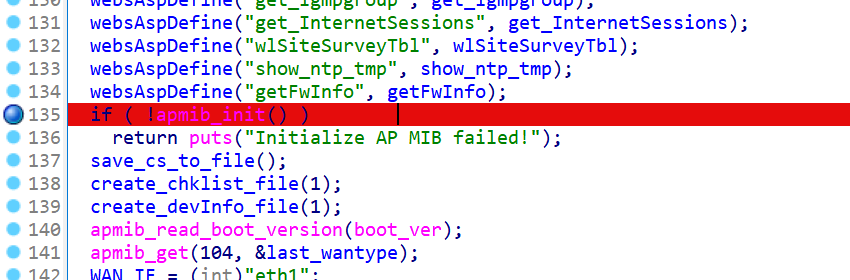 130 websAspDefine("get_igmpgroup", get_igmpgroup);
131 websAspDefine("get_InternetSessions", get_InternetSessions);
132 websAspDefine("wlSiteSurveyTbl", wlSiteSurveyTbl);
133 websAspDefine("show_ntp_tmp", show_ntp_tmp);
134 websAspDefine("getFwInfo", getFwInfo);
135 if ( !apmib_init() )
136 return puts("Initialize AP MIB failed!");
137 save_cs_to_file();
138 create_chklist_file(1);
139 create_devInfo_file(1);
140 apmib_read_boot_version(boot_ver);
141 apmib_get(104, &last_wantype);
142 WAN_IF = (int)"eth1";